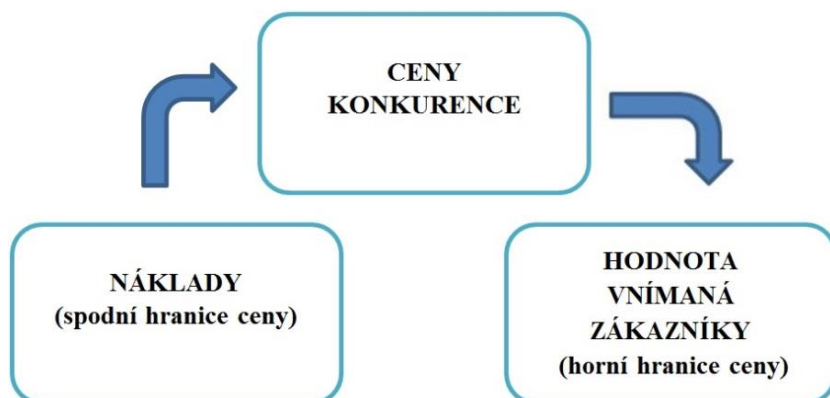 CENY
KONKURENCE
NÁKLADY
(spodní hranice ceny)
HODNOTA
VNÍMANÁ
ZÁKAZNÍKY
(horní hranice ceny)